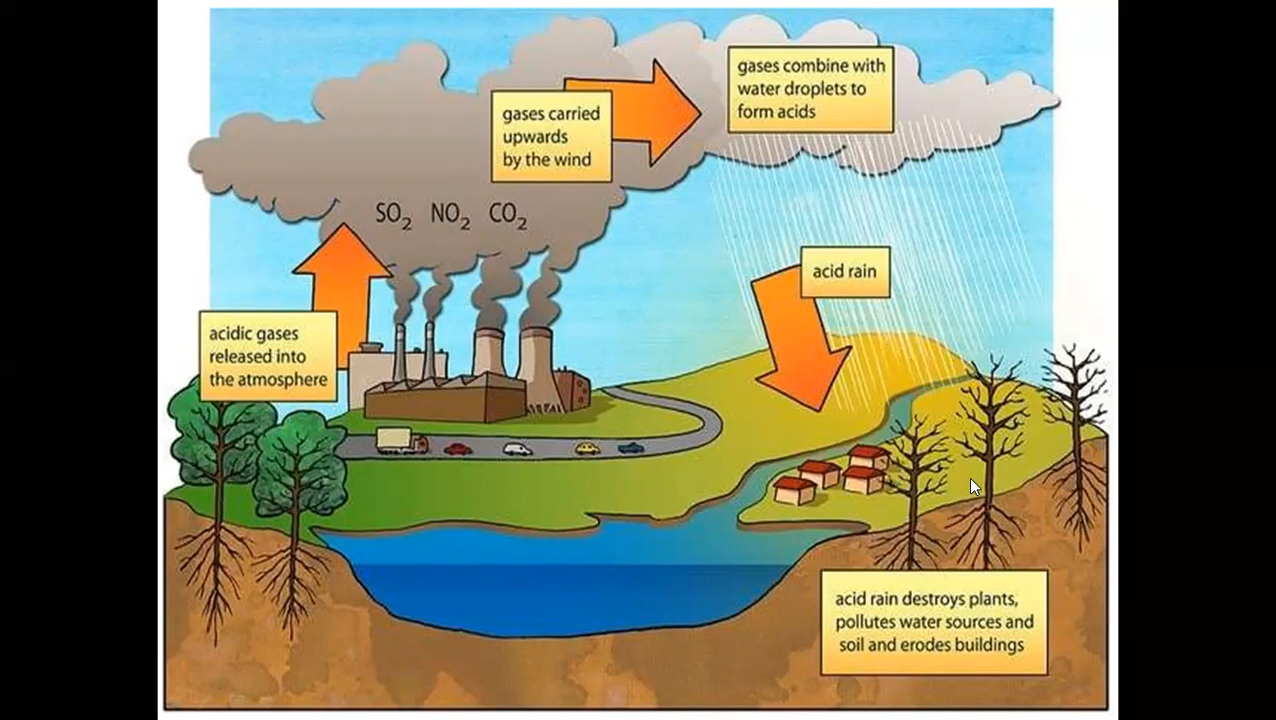 gases combine with
water droplets to
form acids
gases carried
upwards
by the wind
SO₂ NO₂ CO₂
acid rain
acidic gases
released into
the atmosphere
acid rain destroys plants,
pollutes water sources and
soil and erodes buildings